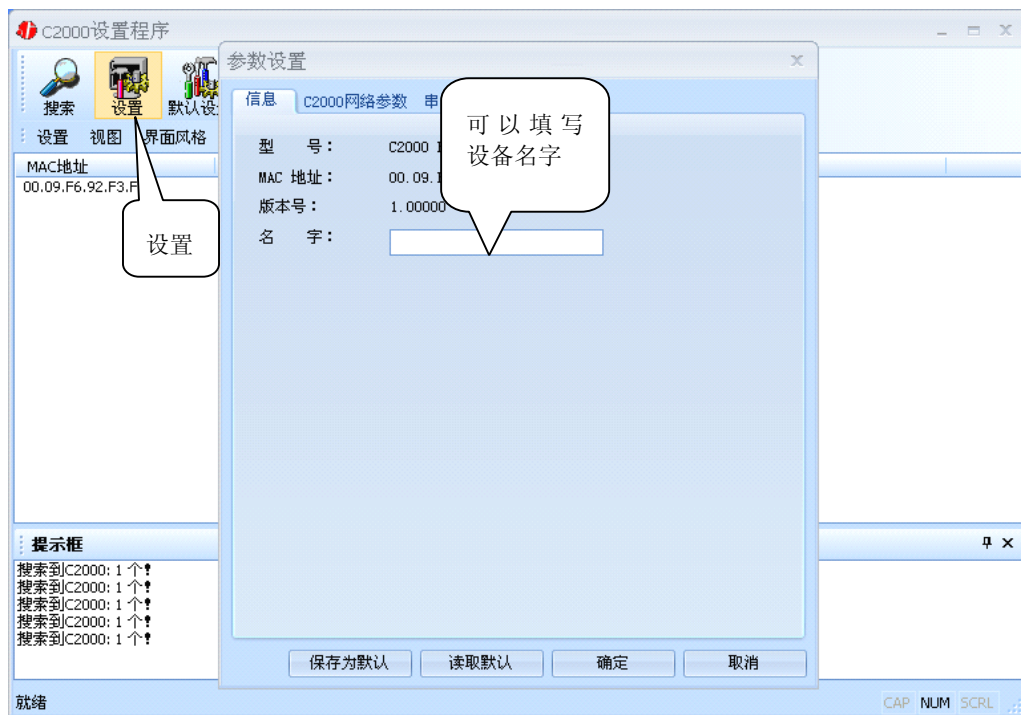 C2000设置程序
搜索
设置
默认设
设置 视图 界面风格
MAC地址
00.09.F6.92.F3.F
设置
参数设置
信息 C2000网络参数 串
型 号： C2000
MAC 地址： 00.09.
版本号： 1.00000
名 字：
可以填写
设备名字
提示框
搜索到C2000: 1 个!
搜索到C2000: 1 个!
搜索到C2000: 1 个!
搜索到C2000: 1 个!
搜索到C2000: 1 个!
保存为默认 读取默认 确定 取消
就绪
CAP NUM SCRL